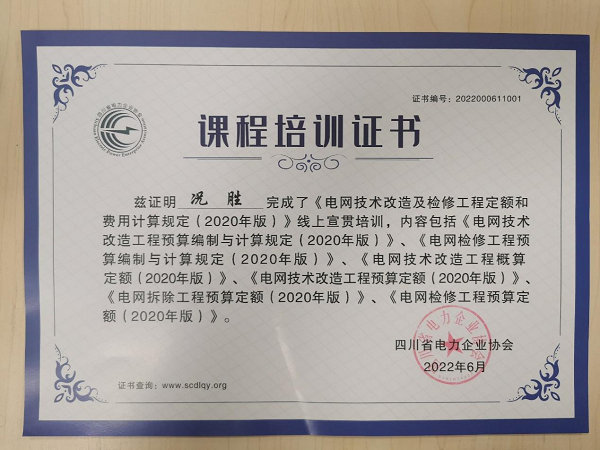 证书编号：2022000611001
课程培训证书
兹证明 况 胜 完成了《电网技术改造及检修工程定额和
费用计算规定（2020年版）》线上宣贯培训，内容包括《电网技术
改造工程预算编制与计算规定（2020年版）》、《电网检修工程预
算编制与计算规定（2020年版）》、《电网技术改造工程概算
定额（2020年版）》、《电网技术改造工程预算定额（2020年版）》、
《电网拆除工程预算定额（2020年版）》、《电网检修工程预算定
额（2020年版）》。
四川省电力企业协会
2022年6月
证书查询：www.scdlqy.org